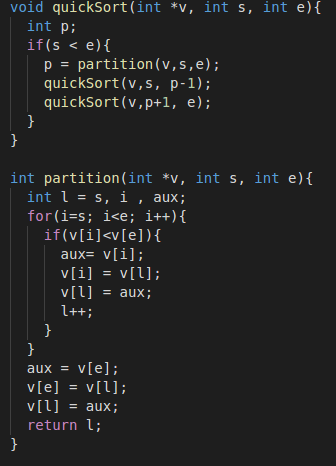 void quickSort(int *v, int s, int e){
  int p;
  if(s < e){
    p = partition(v,s,e);
    quickSort(v,s, p-1);
    quickSort(v,p+1, e);
  }
}

int partition(int *v, int s, int e){
  int l = s, i , aux;
  for(i=s; i<e; i++){
    if(v[i]<v[e]){
      aux= v[i];
      v[i] = v[l];
      v[l] = aux;
      l++;
    }
  }
  aux = v[e];
  v[e] = v[l];
  v[l] = aux;
  return l;
}